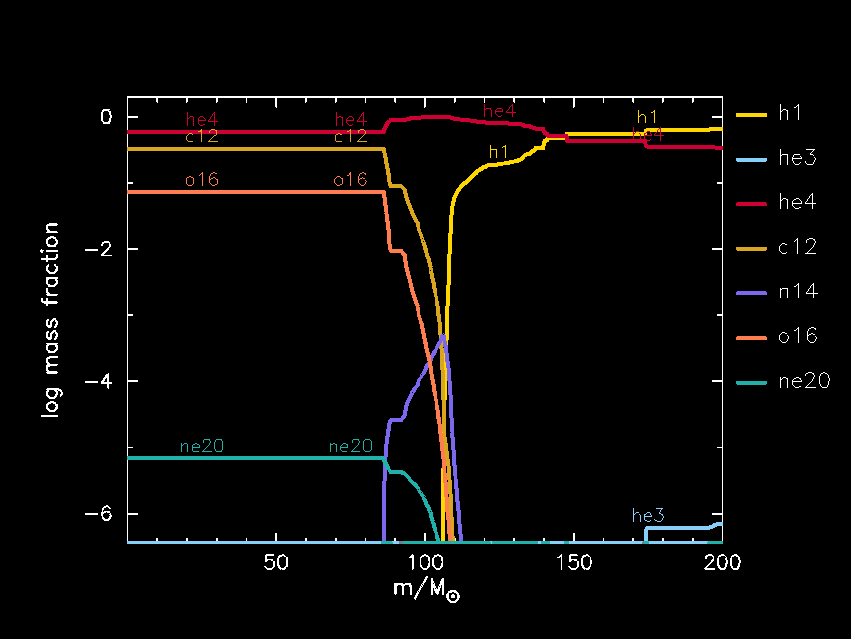 he4 he4 he4 h1 h1
c12 c12 h1 he4
o16 o16
ne20 ne20
he3
0
−2
−4
−6
log mass fraction
50 100 150 200
m/M☉
h1
he3
he4
c12
n14
o16
ne20